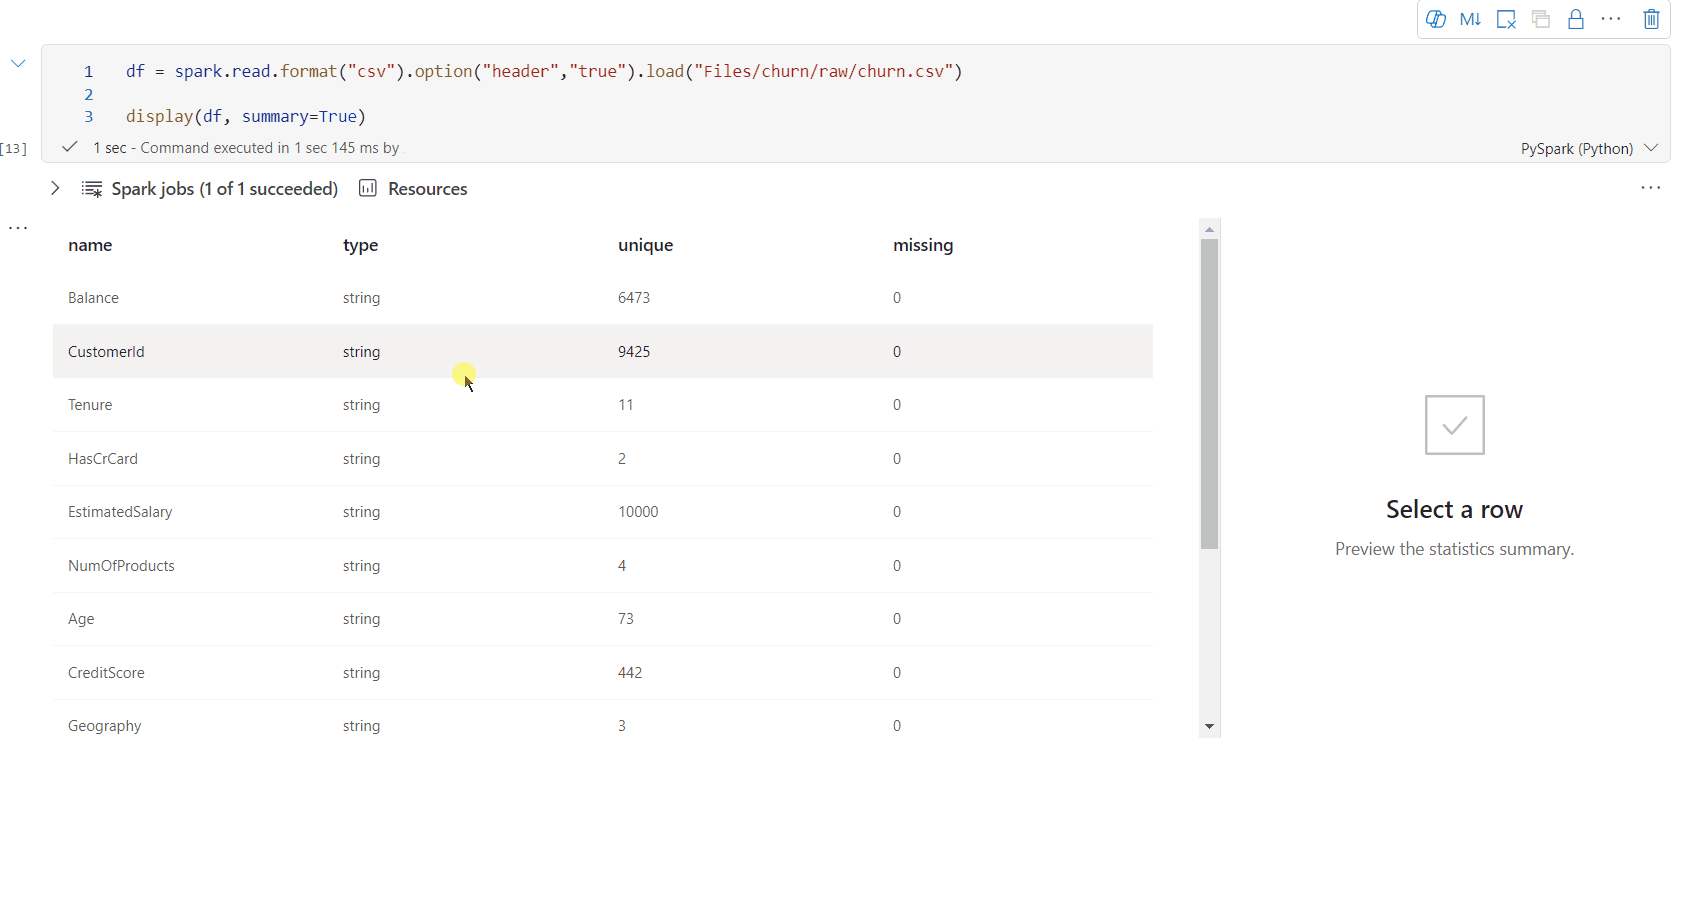 M↓
1 df = spark.read.format("csv").option("header","true").load("Files/churn/raw/churn.csv")
2
3 display(df, summary=True)
[13] 1 sec - Command executed in 1 sec 145 ms by
PySpark (Python)
Spark jobs (1 of 1 succeeded) Resources
name type unique missing
Balance string 6473 0
CustomerId string 9425 0
Tenure string 11 0
HasCrCard string 2 0
EstimatedSalary string 10000 0
NumOfProducts string 4 0
Age string 73 0
CreditScore string 442 0
Geography string 3 0
Select a row
Preview the statistics summary.